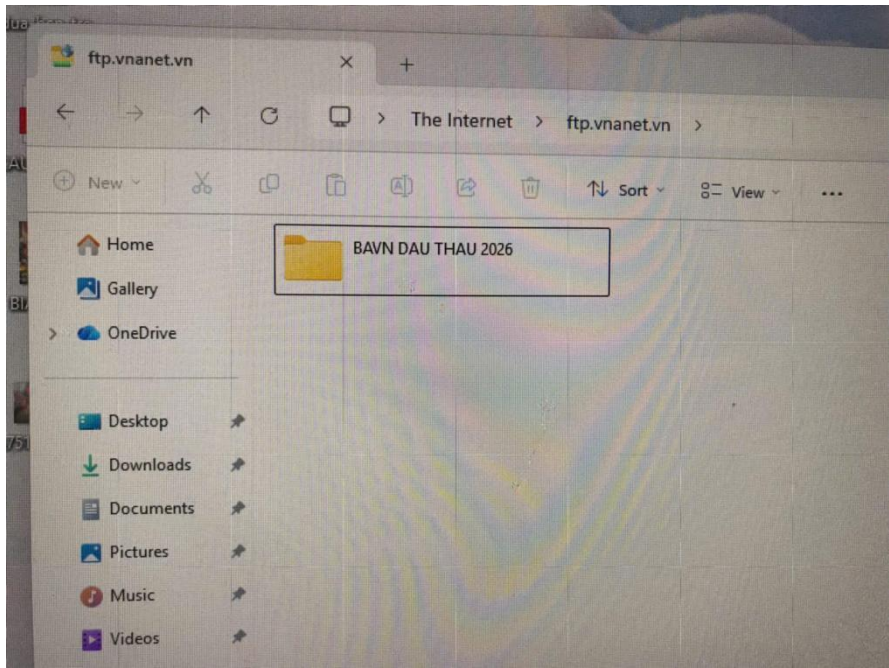 ftp.vnanet.vn
The Internet > ftp.vnanet.vn >
New
Sort
View
Home
BAVN DAU THAU 2026
Gallery
OneDrive
Desktop
Downloads
Documents
Pictures
Music
Videos
751